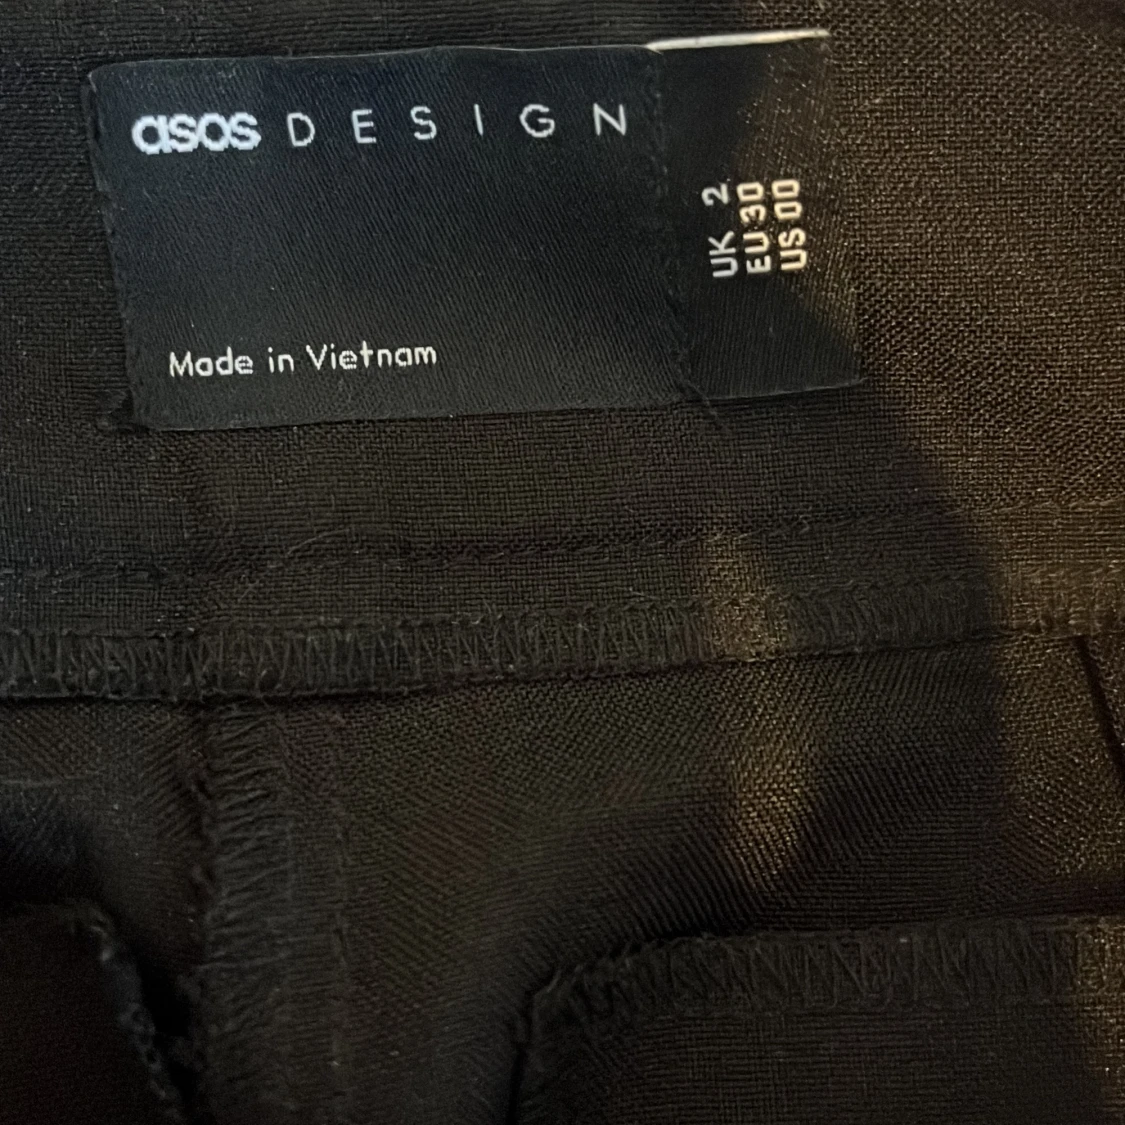 asos DESIGN
Made in Vietnam
UK 2
EU 30
US 00